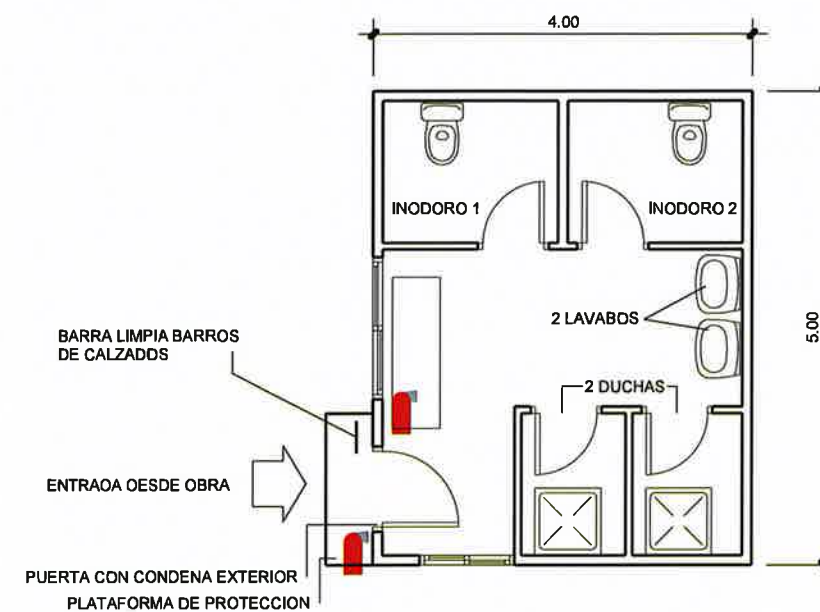 4.00
INODORO 1
INODORO 2
5.00
2 LAVABOS
BARRA LIMPIA BARROS
DE CALZADOS
2 DUCHAS
ENTRAOA OESDE OBRA
PUERTA CON CONDENA EXTERIOR
PLATAFORMA DE PROTECCION